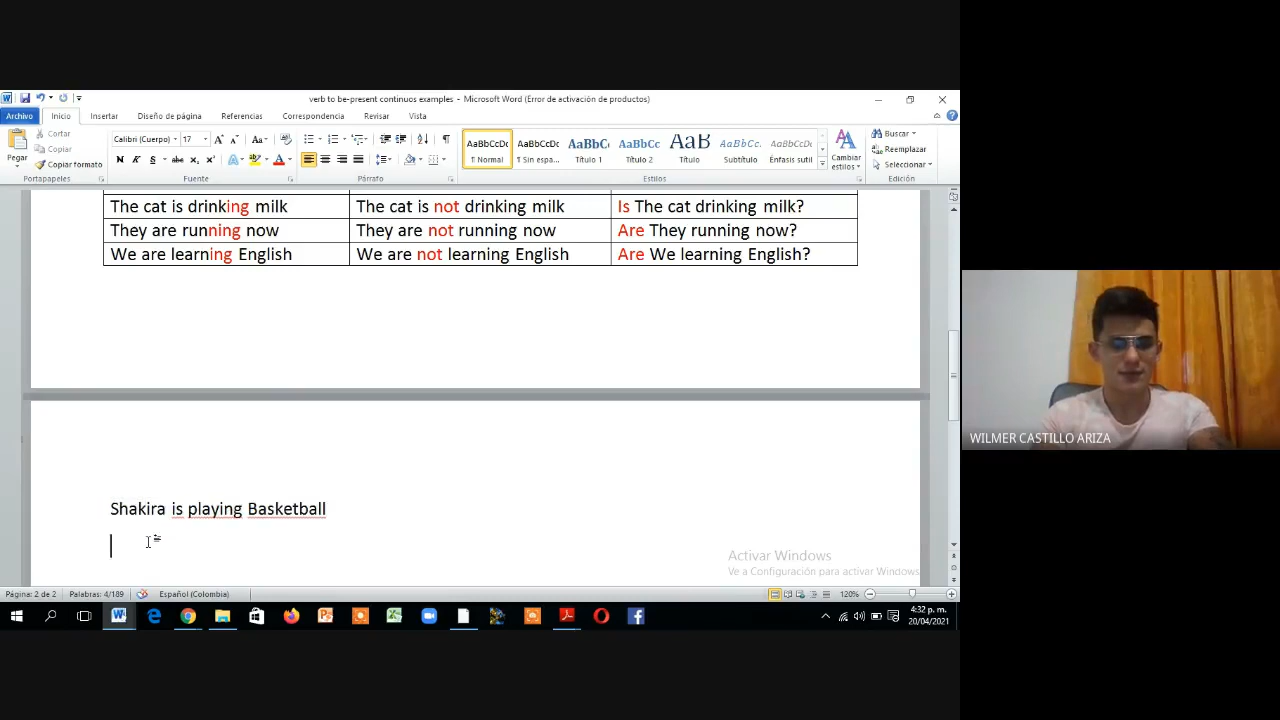 verb to be-present continuos examples - Microsoft Word (Error de activación de productos)
Archivo Inicio Insertar Diseño de página Referencias Correspondencia Revisar Vista
Pegar
Cortar
Copiar
Copiar formato
Portapapeles
Calibri (Cuerpo) 17
Fuente
Párrafo
AaBbCcDc AaBbCcDc AaBbC AaBbCc AaB AaBbCc. AaBbCcDc
¶ Normal ¶ Sin espa... Título 1 Título 2 Título Subtítulo Énfasis sutil
Estilos
Cambiar estilos
Buscar
Reemplazar
Seleccionar
Edición
The cat is drinking milk The cat is not drinking milk Is The cat drinking milk?
They are running now They are not running now Are They running now?
We are learning English We are not learning English Are We learning English?
Shakira is playing Basketball
Activar Windows
Ve a Configuración para activar Windows.
Página: 2 de 2 Palabras: 4/189 Español (Colombia) 120%
4:32 p. m.
20/04/2021
WILMER CASTILLO ARIZA